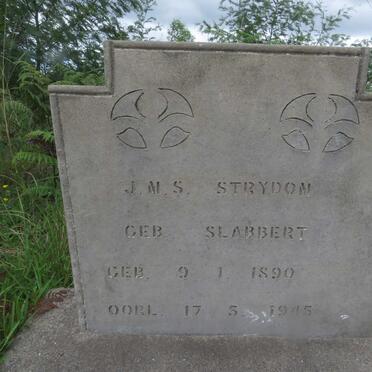 J.M.S. STRYDOM
GEB. SLABBERT
GEB. 9 1 1890
OORL. 17 5. 1945